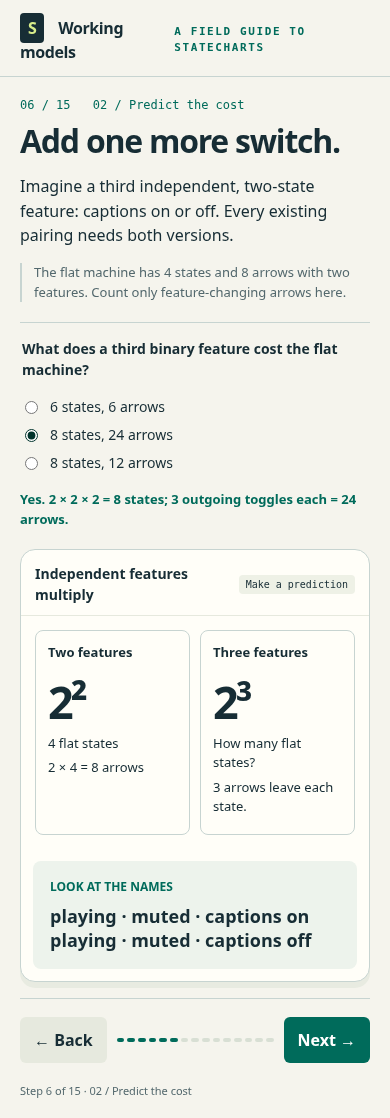 S Working models
A FIELD GUIDE TO STATECHARTS
06 / 15 02 / Predict the cost
Add one more switch.
Imagine a third independent, two-state
feature: captions on or off. Every existing
pairing needs both versions.
The flat machine has 4 states and 8 arrows with two
features. Count only feature-changing arrows here.
What does a third binary feature cost the flat
machine?
6 states, 6 arrows
8 states, 24 arrows
8 states, 12 arrows
Yes. 2 × 2 × 2 = 8 states; 3 outgoing toggles each = 24
arrows.
Independent features
multiply
Make a prediction
Two features
2²
4 flat states
2 × 4 = 8 arrows
Three features
2³
How many flat
states?
3 arrows leave each
state.
LOOK AT THE NAMES
playing · muted · captions on
playing · muted · captions off
← Back
Next →
Step 6 of 15 · 02 / Predict the cost